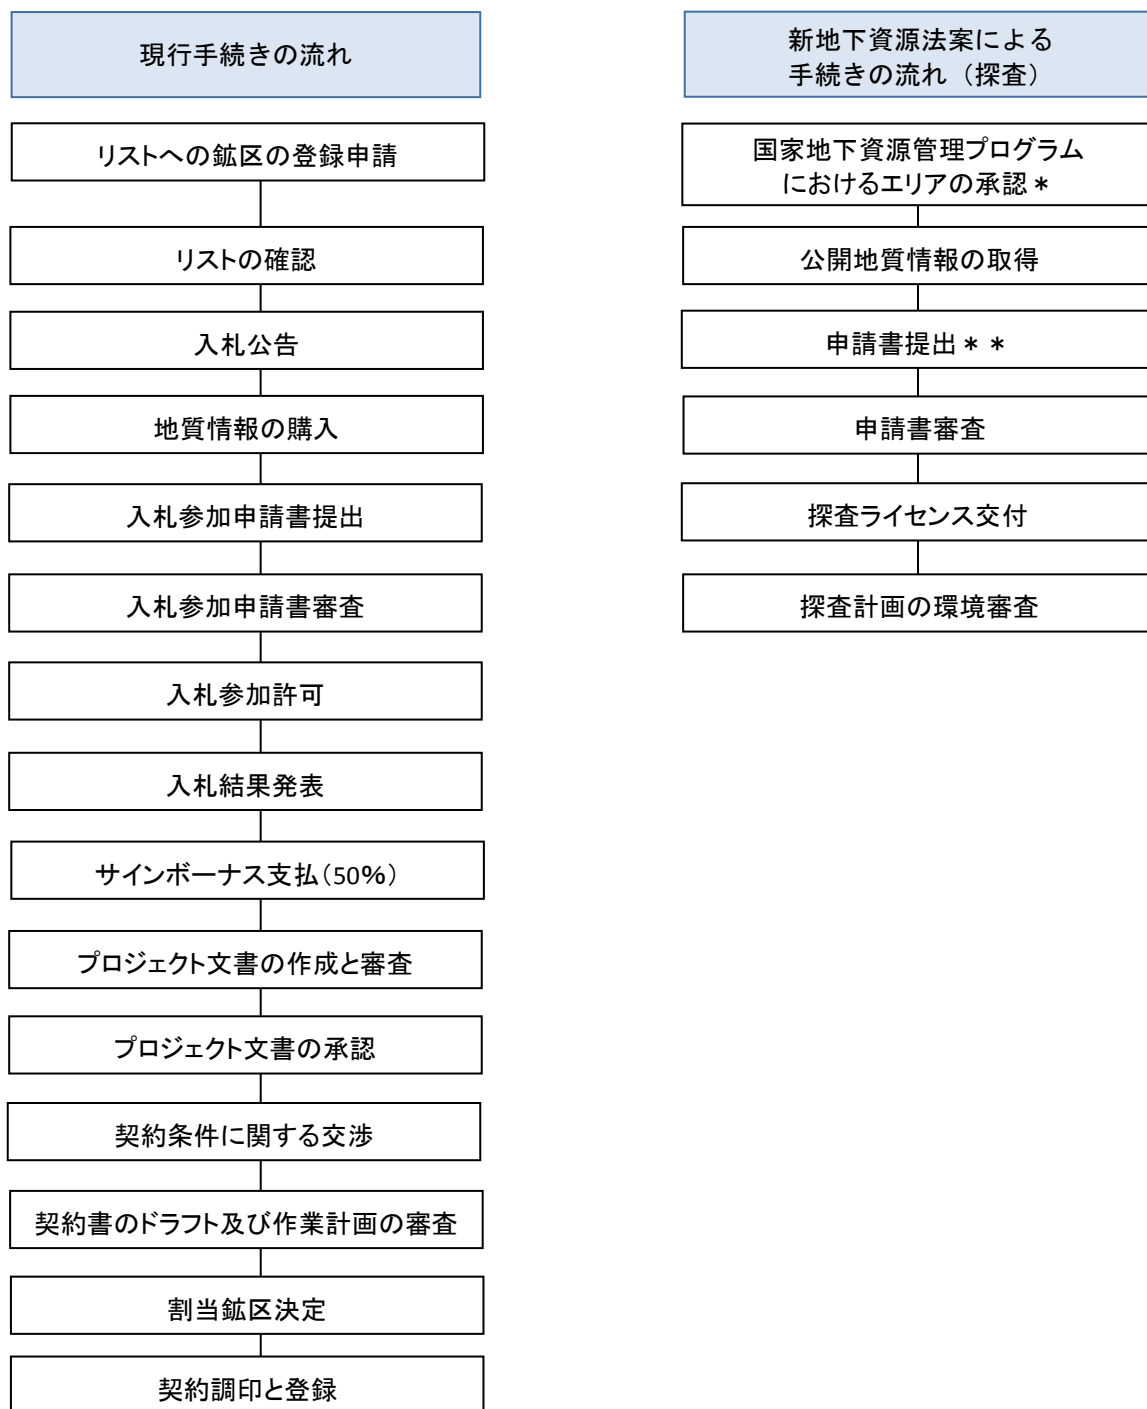 現行手続きの流れ
リストへの鉱区の登録申請
リストの確認
入札公告
地質情報の購入
入札参加申請書提出
入札参加申請書審査
入札参加許可
入札結果発表
サインボーナス支払（50％）
プロジェクト文書の作成と審査
プロジェクト文書の承認
契約条件に関する交渉
契約書のドラフト及び作業計画の審査
割当鉱区決定
契約調印と登録
新地下資源法案による
手続きの流れ（探査）
国家地下資源管理プログラム
におけるエリアの承認＊
公開地質情報の取得
申請書提出＊＊
申請書審査
探査ライセンス交付
探査計画の環境審査